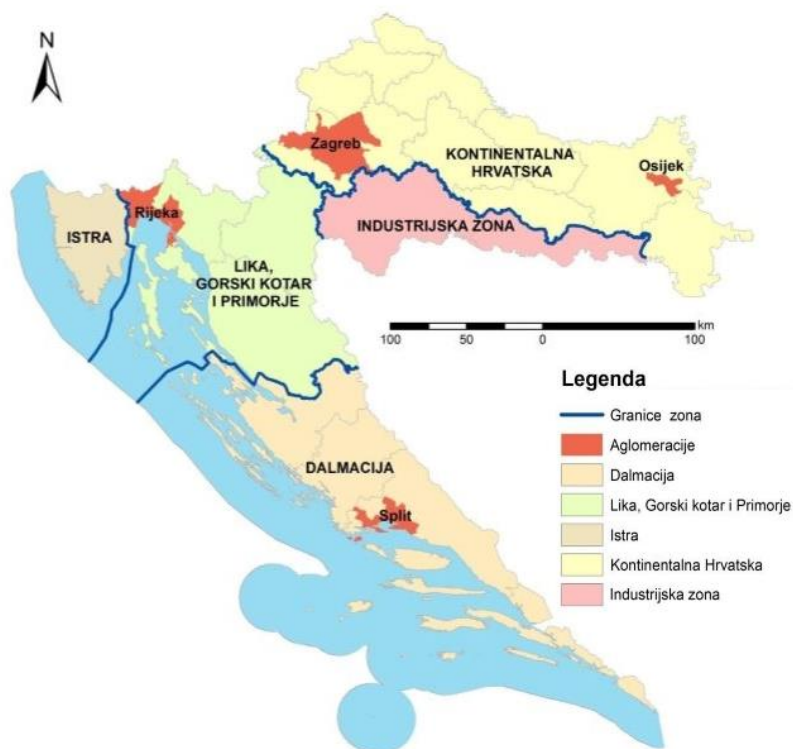 N
Zagreb
KONTINENTALNA
HRVATSKA
Osijek
Rijeka
ISTRA
INDUSTRIJSKA ZONA
LIKA,
GORSKI KOTAR
I PRIMORJE
km
100 50 0 100
DALMACIJA
Split
Legenda
Granice zona
Aglomeracije
Dalmacija
Lika, Gorski kotar i Primorje
Istra
Kontinentalna Hrvatska
Industrijska zona